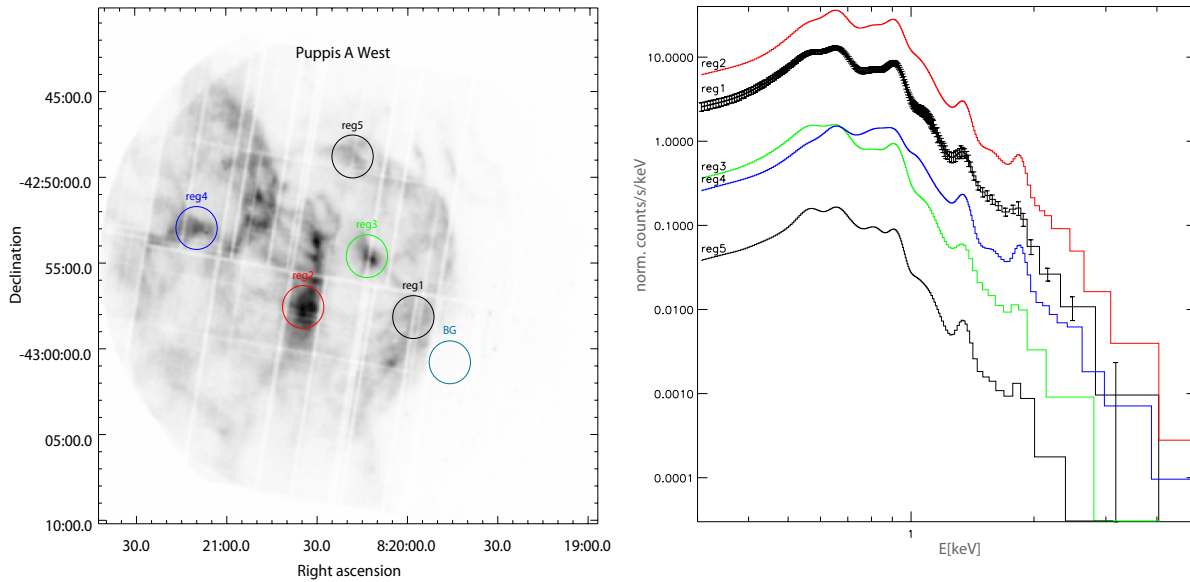 Puppis A West
45:00.0
-42:50:00.0
55:00.0
-43:00:00.0
05:00.0
10:00.0
Declination
reg5
reg4
reg3
reg2
reg1
BG
30.0
21:00.0
30.0
8:20:00.0
30.0
19:00.0
Right ascension
norm. counts/s/keV
10.0000
1.0000
0.1000
0.0100
0.0010
0.0001
reg2
reg1
reg3
reg4
reg5
1
E[keV]